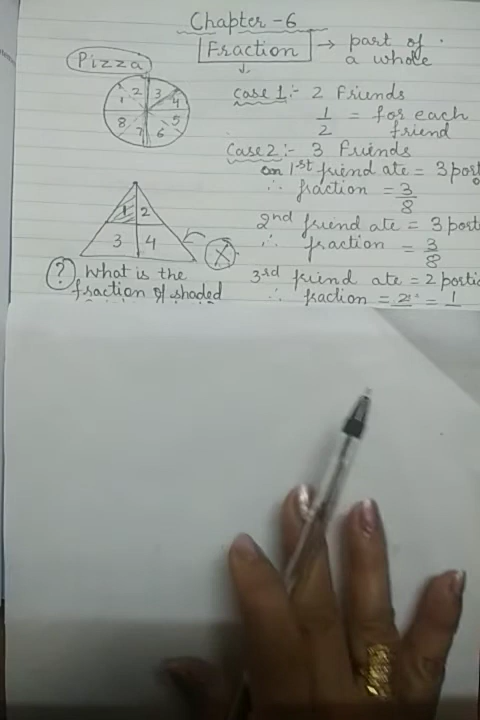 Chapter - 6
Fraction → part of a whole
Pizza
1 2 3 4 5 6 7 8
Case 1:- 2 Friends
1/2 = for each friend
Case 2:- 3 Friends
1st friend ate = 3
∴ fraction = 3/8
2nd friend ate = 3
∴ fraction = 3/8
3rd friend ate = 2
∴ fraction = 2 = 1
1 2
3 4
X
? What is the
fraction of shaded